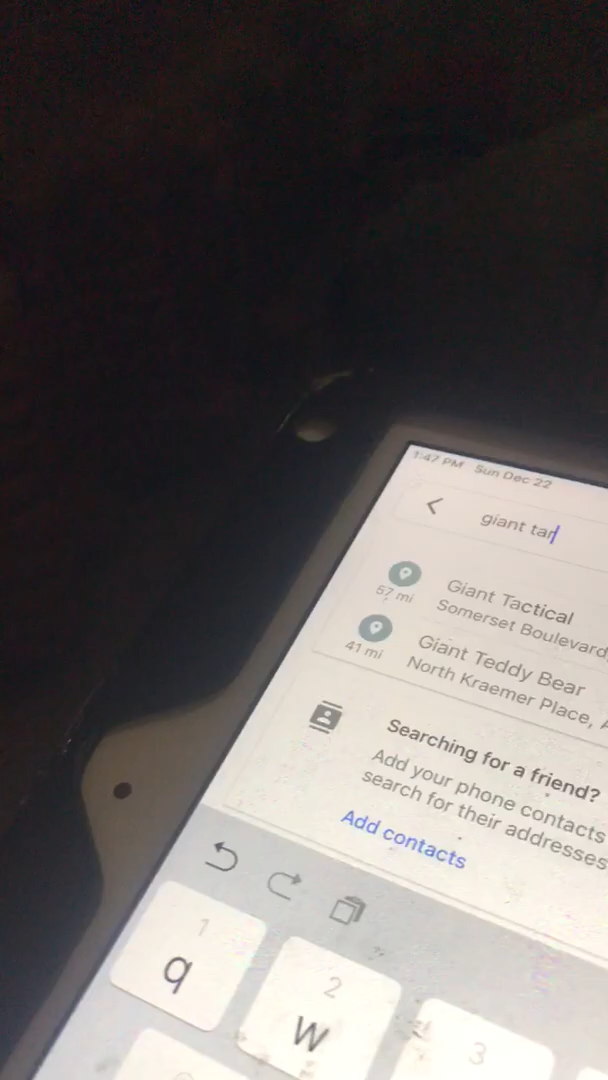 1:47 PM Sun Dec 22
giant tar
Giant Tactical
57 mi
Somerset Boulevard,
Giant Teddy Bear
41 mi
North Kraemer Place, A
Searching for a friend?
Add your phone contacts
search for their addresses
Add contacts
1
q
2
w
3